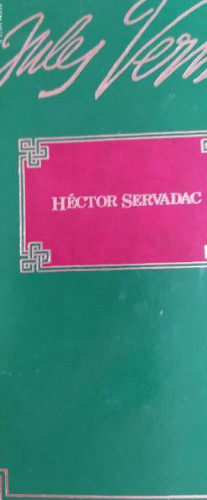 Jules Vern
HÉCTOR SERVADAC